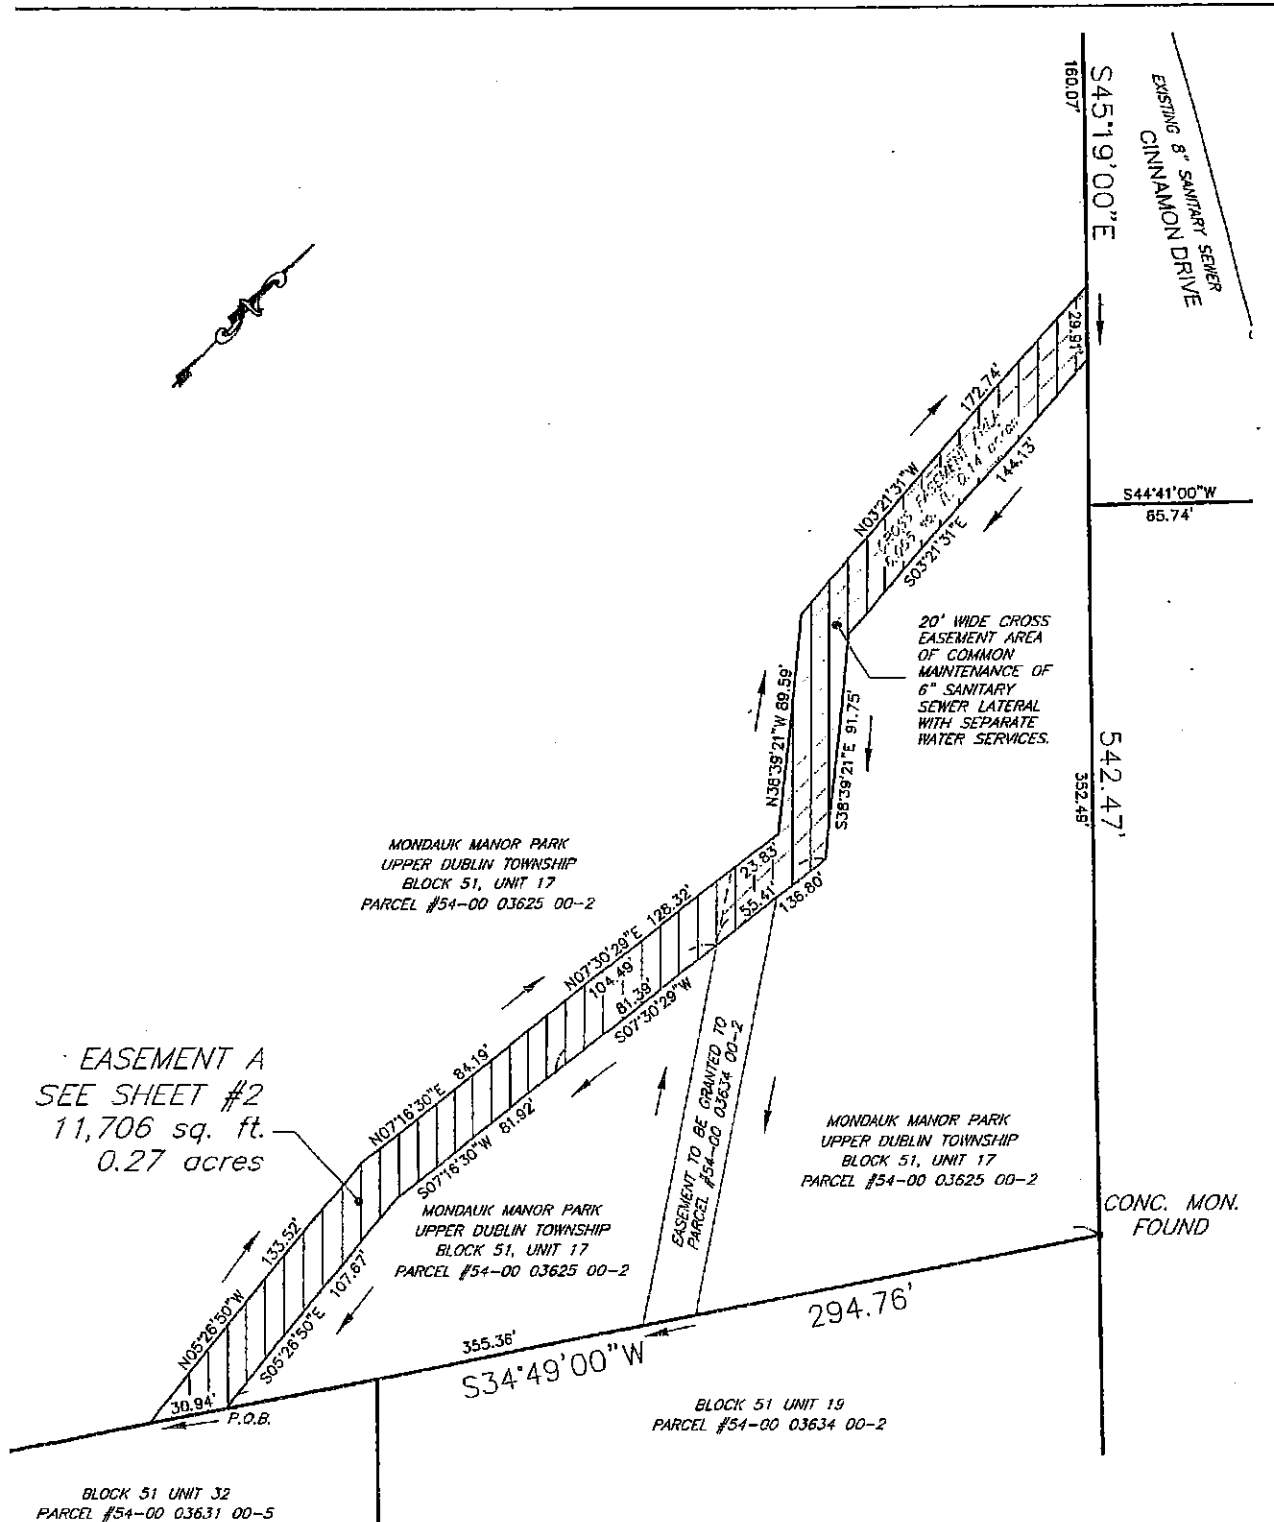 S45°19'00"E
160.07'
EXISTING 8" SANITARY SEWER
CINNAMON DRIVE
29.91'
172.74'
N03°21'31"W
CROSS EASEMENT
sq. ft. 0.14 acres
144.13'
S03°21'31"E
S44°41'00"W
65.74'
20' WIDE CROSS
EASEMENT AREA
OF COMMON
MAINTENANCE OF
6" SANITARY
SEWER LATERAL
WITH SEPARATE
WATER SERVICES.
N38°39'21"W 89.59'
S38°39'21"E 91.75'
542.47'
352.48'
MONDAUK MANOR PARK
UPPER DUBLIN TOWNSHIP
BLOCK 51, UNIT 17
PARCEL #54-00 03625 00-2
23.83'
55.41'
136.80'
N07°30'29"E 128.32'
104.49'
81.39'
S07°30'29"W
EASEMENT A
SEE SHEET #2
11,706 sq. ft.
0.27 acres
N07°16'30"E 84.19'
S07°16'30"W 81.92'
EASEMENT TO BE GRANTED TO
PARCEL #54-00 03634 00-2
MONDAUK MANOR PARK
UPPER DUBLIN TOWNSHIP
BLOCK 51, UNIT 17
PARCEL #54-00 03625 00-2
MONDAUK MANOR PARK
UPPER DUBLIN TOWNSHIP
BLOCK 51, UNIT 17
PARCEL #54-00 03625 00-2
CONC. MON.
FOUND
N05°26'50"W 133.52'
S05°26'50"E 107.67'
30.94'
P.O.B.
355.36'
S34°49'00"W
294.76'
BLOCK 51 UNIT 19
PARCEL #54-00 03634 00-2
BLOCK 51 UNIT 32
PARCEL #54-00 03631 00-5